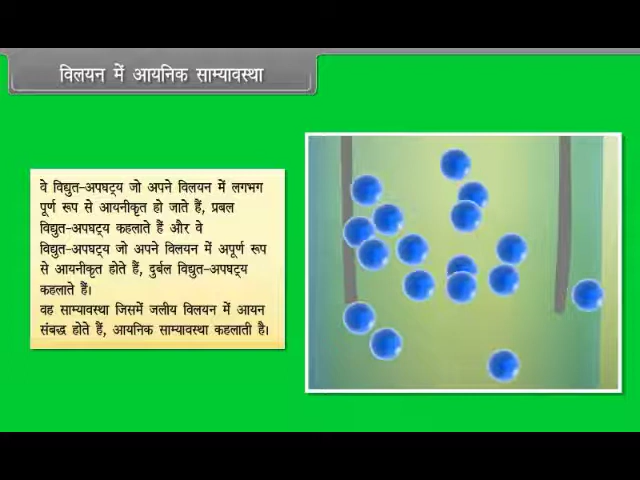 विलयन में आयनिक साम्यावस्था
वे विद्युत-अपघट्य जो अपने विलयन में लगभग
पूर्ण रूप से आयनीकृत हो जाते हैं, प्रबल
विद्युत-अपघट्य कहलाते हैं और वे
विद्युत-अपघट्य जो अपने विलयन में अपूर्ण रूप
से आयनीकृत होते हैं, दुर्बल विद्युत-अपघट्य
कहलाते हैं।
वह साम्यावस्था जिसमें जलीय विलयन में आयन
संबद्ध होते हैं, आयनिक साम्यावस्था कहलाती है।